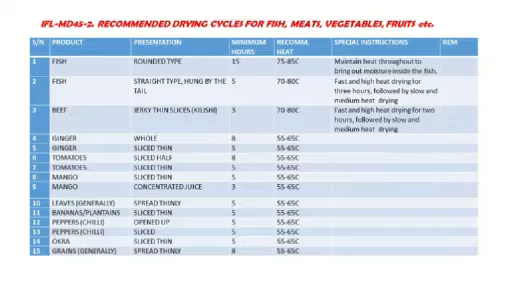 IFL-MD45-2. RECOMMENDED DRYING CYCLES FOR FISH, MEATS, VEGETABLES, FRUITS etc.
S/N PRODUCT PRESENTATION MINIMUM HOURS RECOMM. HEAT SPECIAL INSTRUCTIONS REM
1 FISH ROUNDED TYPE 15 75-85C Maintain heat throughout to
bring out moisture inside the fish.
2 FISH STRAIGHT TYPE, HUNG BY THE TAIL 5 70-80C Fast and high heat drying for
three hours, followed by slow and
medium heat drying
3 BEEF JERKY THIN SLICES (KILISHI) 3 70-80C Fast and high heat drying for two
hours, followed by slow and
medium heat drying
4 GINGER WHOLE 8 55-65C
5 GINGER SLICED THIN 5 55-65C
6 TOMATOES SLICED HALF 8 55-65C
7 TOMATOES SLICED THIN 5 55-65C
8 MANGO SLICED THIN 5 55-65C
9 MANGO CONCENTRATED JUICE 3 55-65C
10 LEAVES (GENERALLY) SPREAD THINLY 5 55-65C
11 BANANAS/PLANTAINS SLICED THIN 5 55-65C
12 PEPPERS (CHILLI) OPENED UP 5 55-65C
13 PEPPERS (CHILLI) SLICED 5 55-65C
14 OKRA SLICED THIN 5 55-65C
15 GRAINS (GENERALLY) SPREAD THINLY 8 55-65C